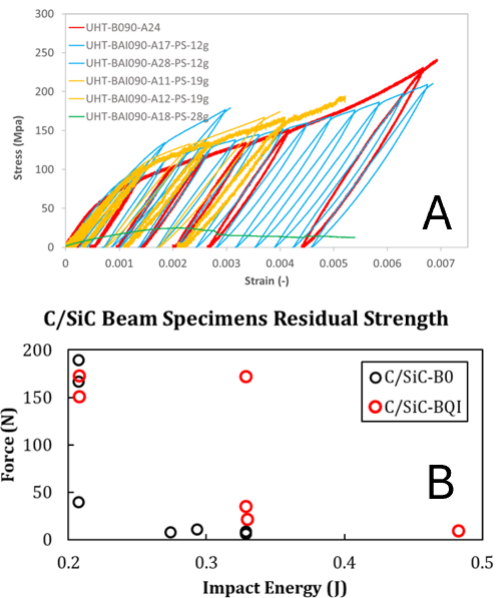 300
250
200
150
100
50
0
Stress (Mpa)
UHT-B090-A24
UHT-BAI090-A17-PS-12g
UHT-BAI090-A28-PS-12g
UHT-BAI090-A11-PS-19g
UHT-BAI090-A12-PS-19g
UHT-BAI090-A18-PS-28g
A
0 0.001 0.002 0.003 0.004 0.005 0.006 0.007
Strain (-)
C/SiC Beam Specimens Residual Strength
200
150
100
50
0
Force (N)
C/SiC-B0
C/SiC-BQI
B
0.2 0.3 0.4 0.5
Impact Energy (J)